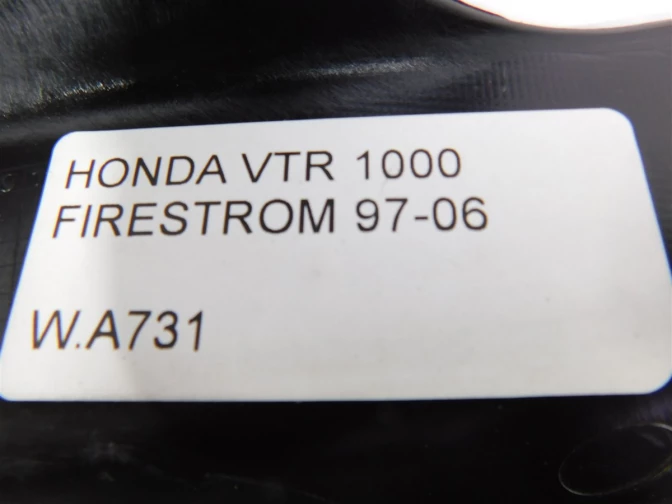 HONDA VTR 1000
FIRESTROM 97-06
W.A731